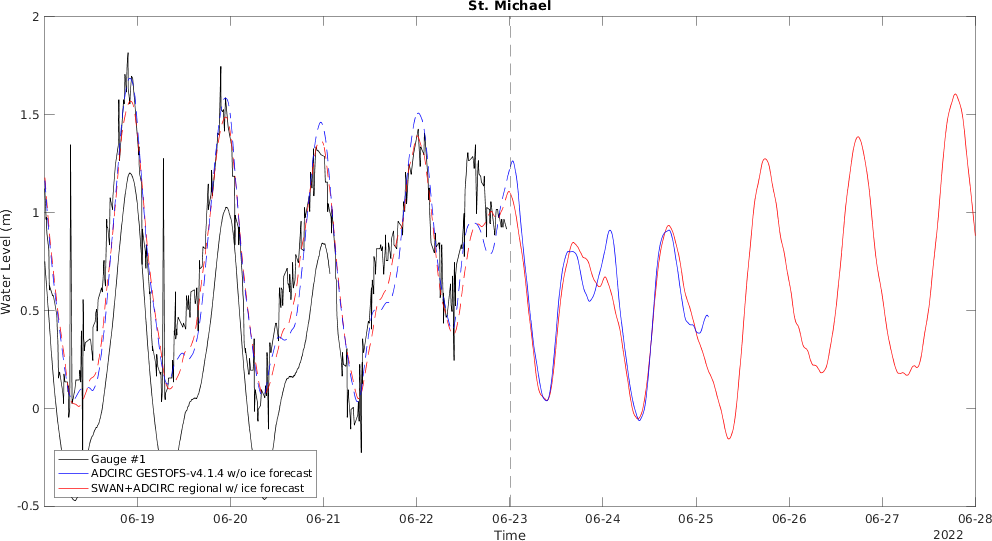 St. Michael
Water Level (m)
2
1.5
1
0.5
0
-0.5
Gauge #1
ADCIRC GESTOFS-v4.1.4 w/o ice forecast
SWAN+ADCIRC regional w/ ice forecast
06-19 06-20 06-21 06-22 06-23 06-24 06-25 06-26 06-27 06-28
Time
2022